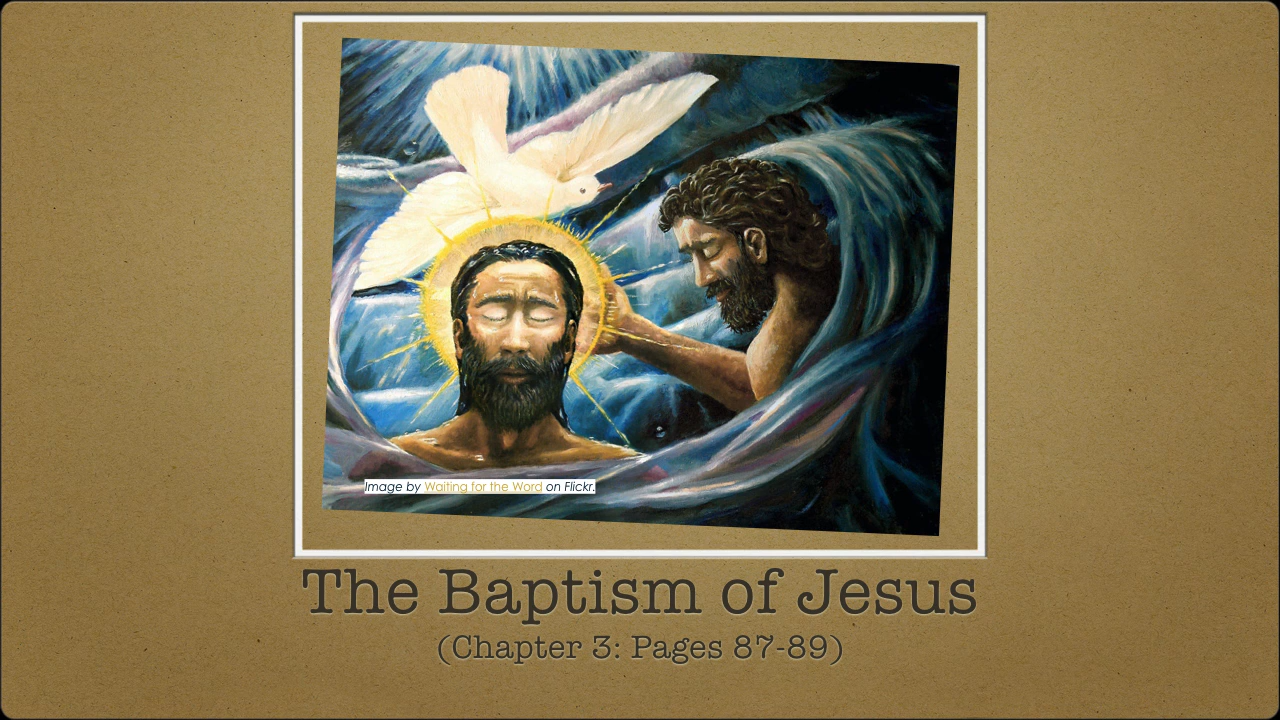 Image by Waiting for the Word on Flickr.
The Baptism of Jesus
(Chapter 3: Pages 87-89)